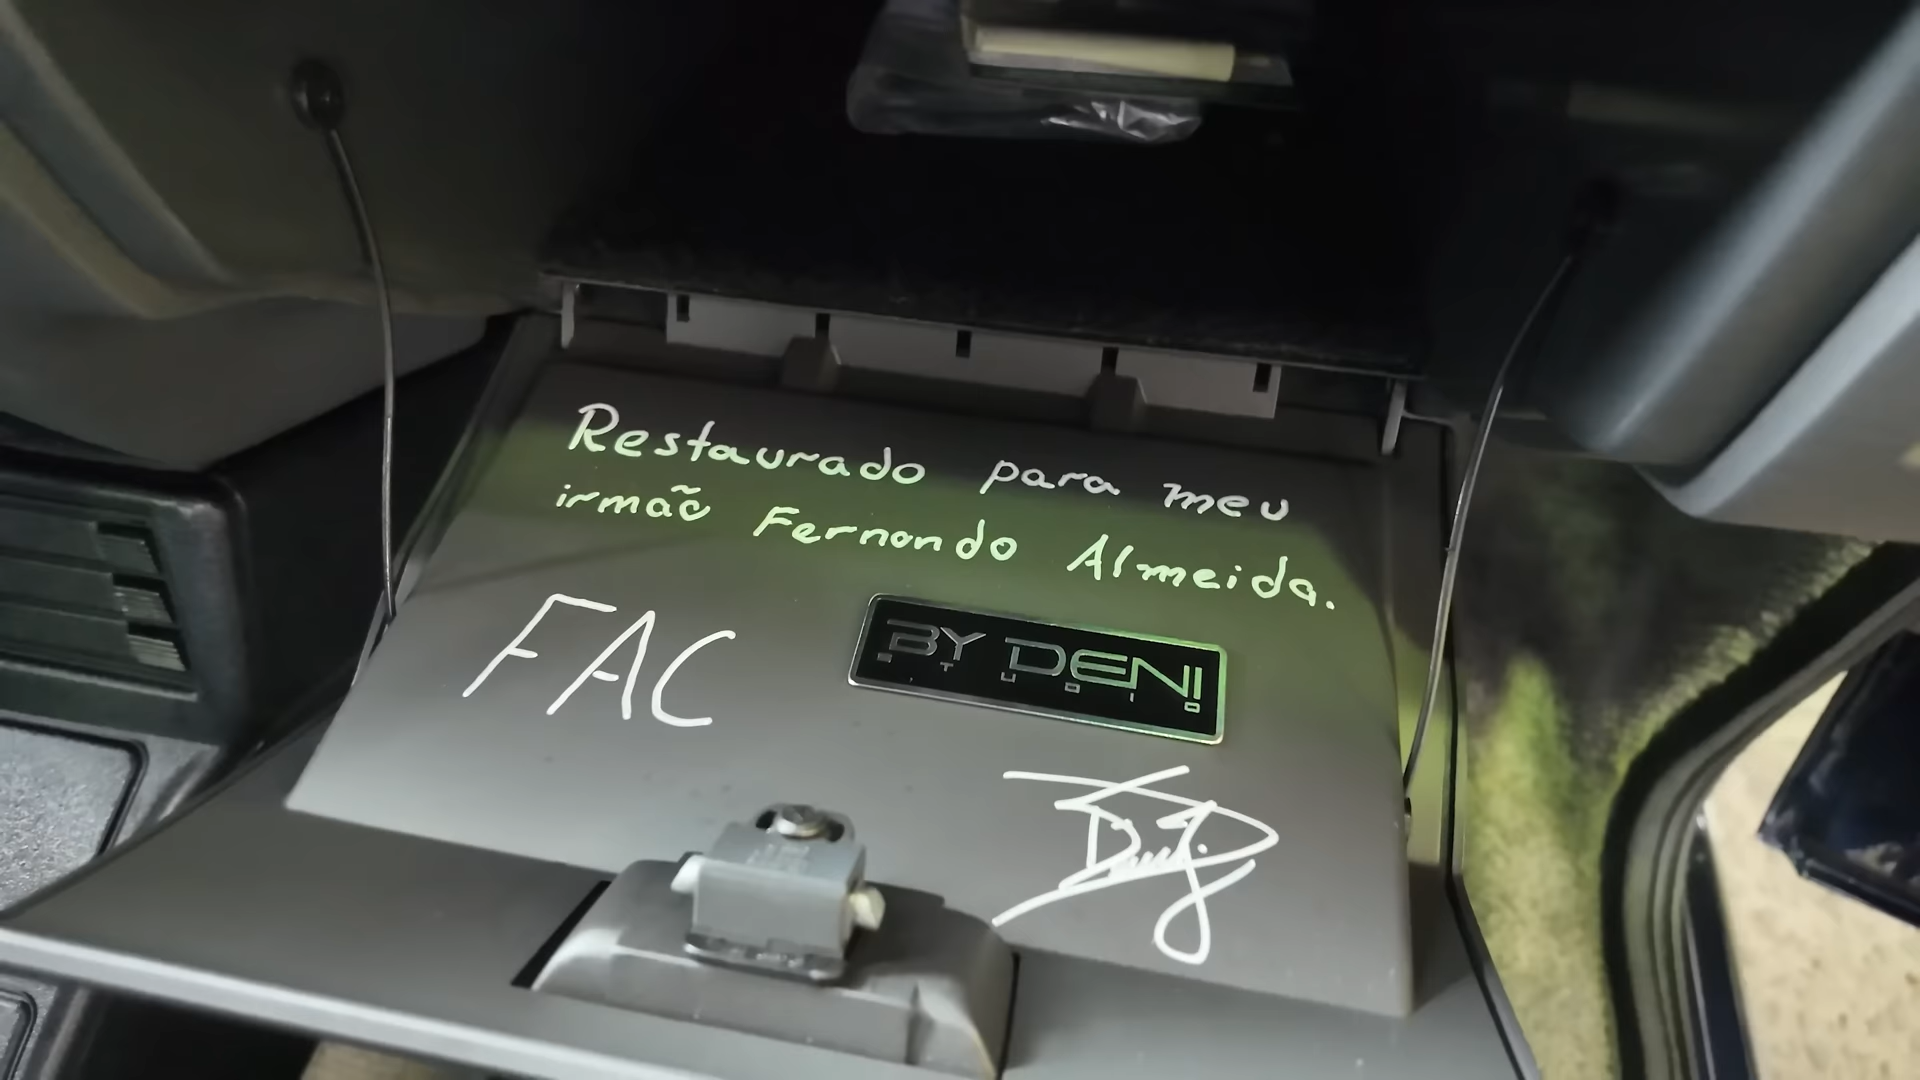 Restaurado para meu
irmão Fernando Almeida.
FAC
BY DENI
STUDIO